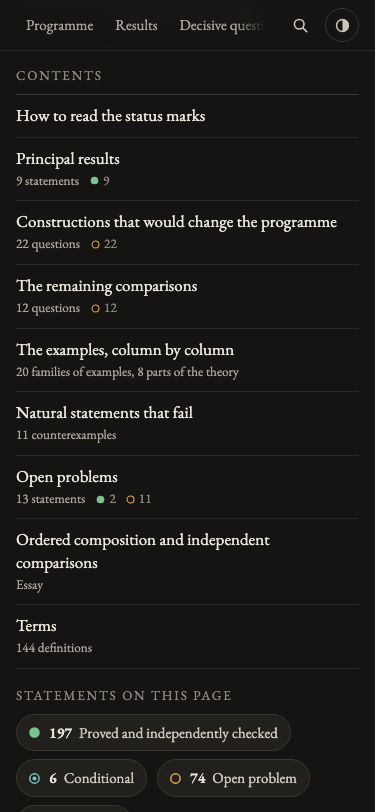 Programme Results Decisive quest
CONTENTS
How to read the status marks
Principal results
9 statements 9
Constructions that would change the programme
22 questions 22
The remaining comparisons
12 questions 12
The examples, column by column
20 families of examples, 8 parts of the theory
Natural statements that fail
11 counterexamples
Open problems
13 statements 2 11
Ordered composition and independent
comparisons
Essay
Terms
144 definitions
STATEMENTS ON THIS PAGE
197 Proved and independently checked
6 Conditional 74 Open problem